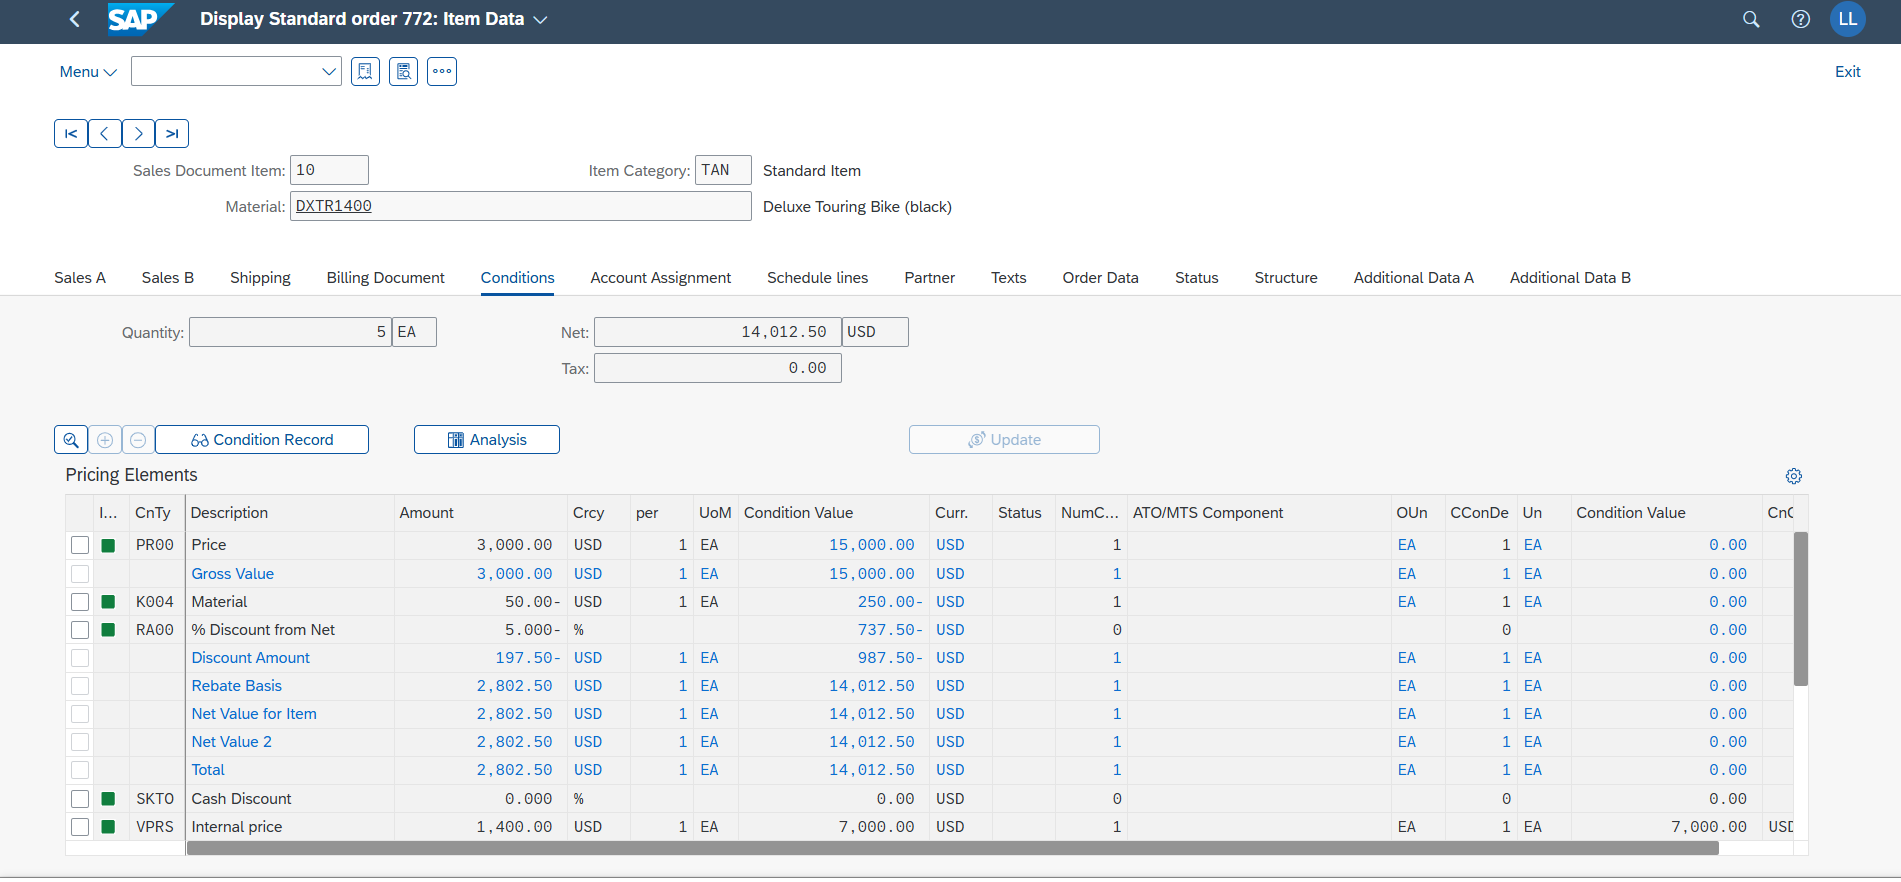 SAP Display Standard order 772: Item Data LL
Menu Exit
Sales Document Item: 10 Item Category: TAN Standard Item
Material: DXTR1400 Deluxe Touring Bike (black)
Sales A Sales B Shipping Billing Document Conditions Account Assignment Schedule lines Partner Texts Order Data Status Structure Additional Data A Additional Data B
Quantity: 5 EA Net: 14,012.50 USD
Tax: 0.00
Condition Record Analysis Update
Pricing Elements
I... CnTy Description Amount Crcy per UoM Condition Value Curr. Status NumC... ATO/MTS Component OUn CConDe Un Condition Value CnC
PR00 Price 3,000.00 USD 1 EA 15,000.00 USD 1 EA 1 EA 0.00
Gross Value 3,000.00 USD 1 EA 15,000.00 USD 1 EA 1 EA 0.00
K004 Material 50.00- USD 1 EA 250.00- USD 1 EA 1 EA 0.00
RA00 % Discount from Net 5.000- % 737.50- USD 0 0 0.00
Discount Amount 197.50- USD 1 EA 987.50- USD 1 EA 1 EA 0.00
Rebate Basis 2,802.50 USD 1 EA 14,012.50 USD 1 EA 1 EA 0.00
Net Value for Item 2,802.50 USD 1 EA 14,012.50 USD 1 EA 1 EA 0.00
Net Value 2 2,802.50 USD 1 EA 14,012.50 USD 1 EA 1 EA 0.00
Total 2,802.50 USD 1 EA 14,012.50 USD 1 EA 1 EA 0.00
SKTO Cash Discount 0.000 % 0.00 USD 0 0 0.00
VPRS Internal price 1,400.00 USD 1 EA 7,000.00 USD 1 EA 1 EA 7,000.00 USD